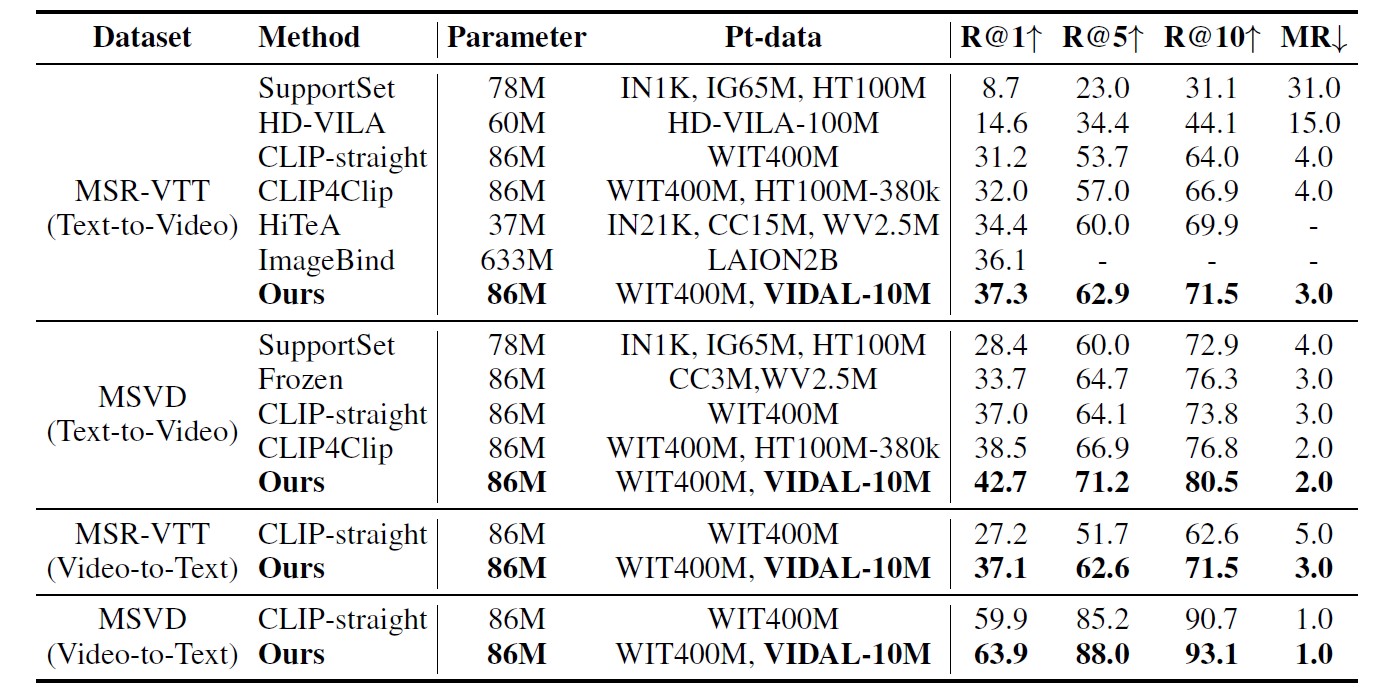 Dataset Method Parameter Pt-data R@1↑ R@5↑ R@10↑ MR↓
SupportSet 78M IN1K, IG65M, HT100M 8.7 23.0 31.1 31.0
HD-VILA 60M HD-VILA-100M 14.6 34.4 44.1 15.0
CLIP-straight 86M WIT400M 31.2 53.7 64.0 4.0
MSR-VTT CLIP4Clip 86M WIT400M, HT100M-380k 32.0 57.0 66.9 4.0
(Text-to-Video) HiTeA 37M IN21K, CC15M, WV2.5M 34.4 60.0 69.9 -
ImageBind 633M LAION2B 36.1 - - -
Ours 86M WIT400M, VIDAL-10M 37.3 62.9 71.5 3.0
SupportSet 78M IN1K, IG65M, HT100M 28.4 60.0 72.9 4.0
Frozen 86M CC3M,WV2.5M 33.7 64.7 76.3 3.0
MSVD
CLIP-straight 86M WIT400M 37.0 64.1 73.8 3.0
(Text-to-Video)
CLIP4Clip 86M WIT400M, HT100M-380k 38.5 66.9 76.8 2.0
Ours 86M WIT400M, VIDAL-10M 42.7 71.2 80.5 2.0
MSR-VTT CLIP-straight 86M WIT400M 27.2 51.7 62.6 5.0
(Video-to-Text) Ours 86M WIT400M, VIDAL-10M 37.1 62.6 71.5 3.0
MSVD CLIP-straight 86M WIT400M 59.9 85.2 90.7 1.0
(Video-to-Text) Ours 86M WIT400M, VIDAL-10M 63.9 88.0 93.1 1.0